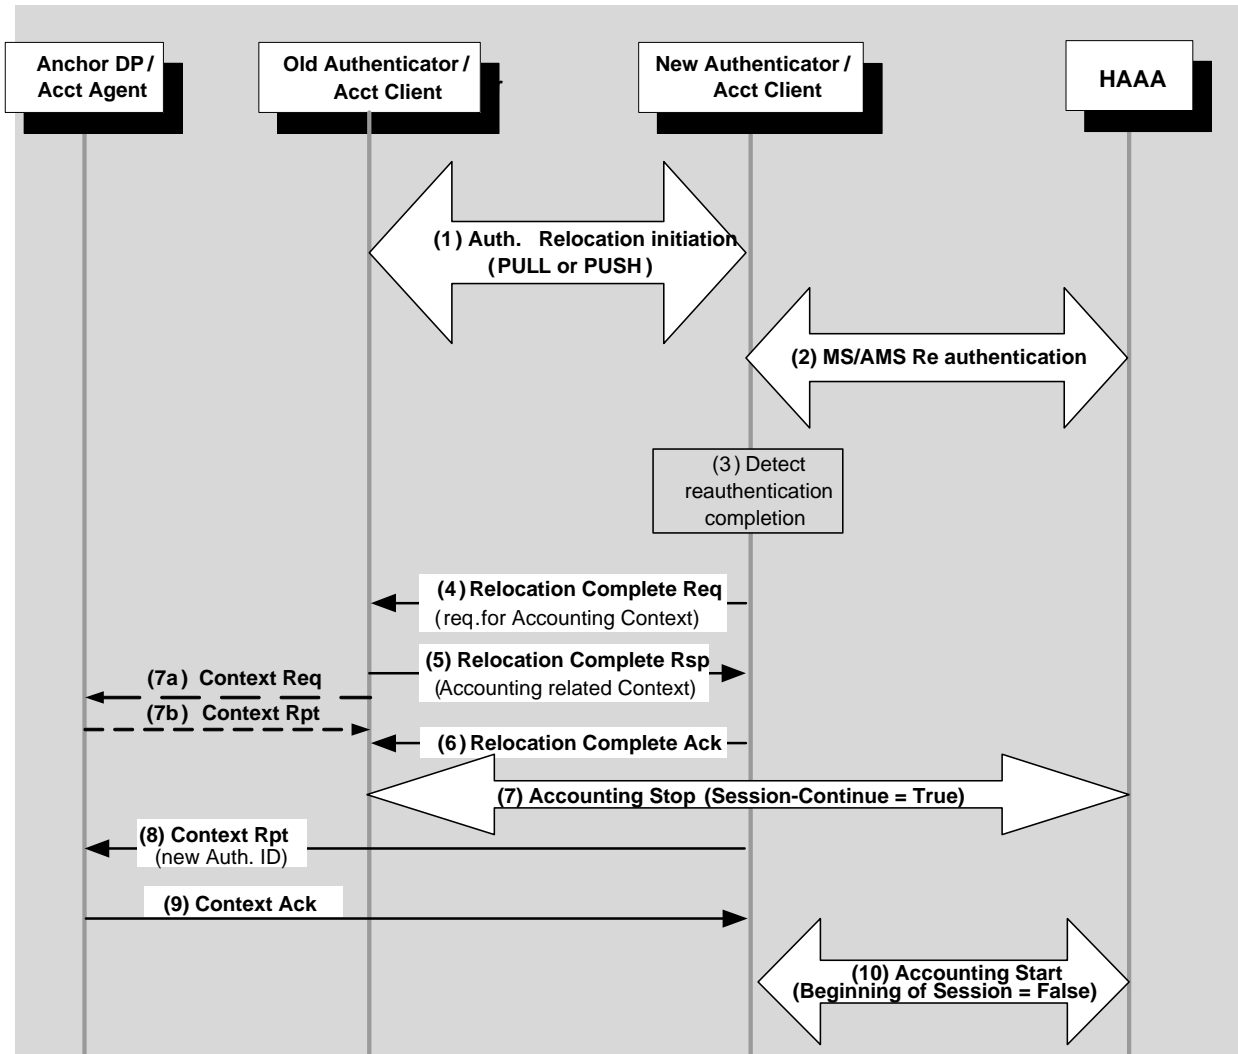 Anchor DP /
Acct Agent
Old Authenticator /
Acct Client
New Authenticator /
Acct Client
HAAA
(1) Auth. Relocation initiation
(PULL or PUSH)
(2) MS/AMS Re authentication
(3) Detect
reauthentication
completion
(4) Relocation Complete Req
(req.for Accounting Context)
(5) Relocation Complete Rsp
(Accounting related Context)
(7a) Context Req
(7b) Context Rpt
(6) Relocation Complete Ack
(7) Accounting Stop (Session-Continue = True)
(8) Context Rpt
(new Auth. ID)
(9) Context Ack
(10) Accounting Start
(Beginning of Session = False)